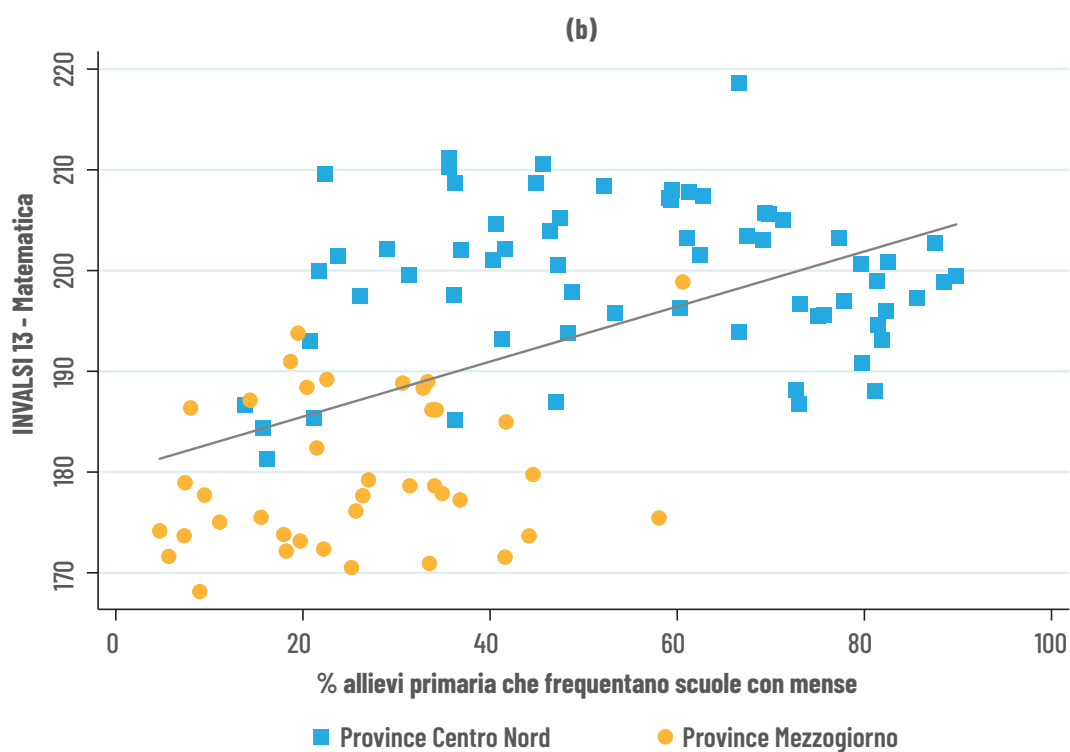 (b)
220
210
200
190
180
170
INVALSI 13 - Matematica
0 20 40 60 80 100
% allievi primaria che frequentano scuole con mense
Province Centro Nord Province Mezzogiorno